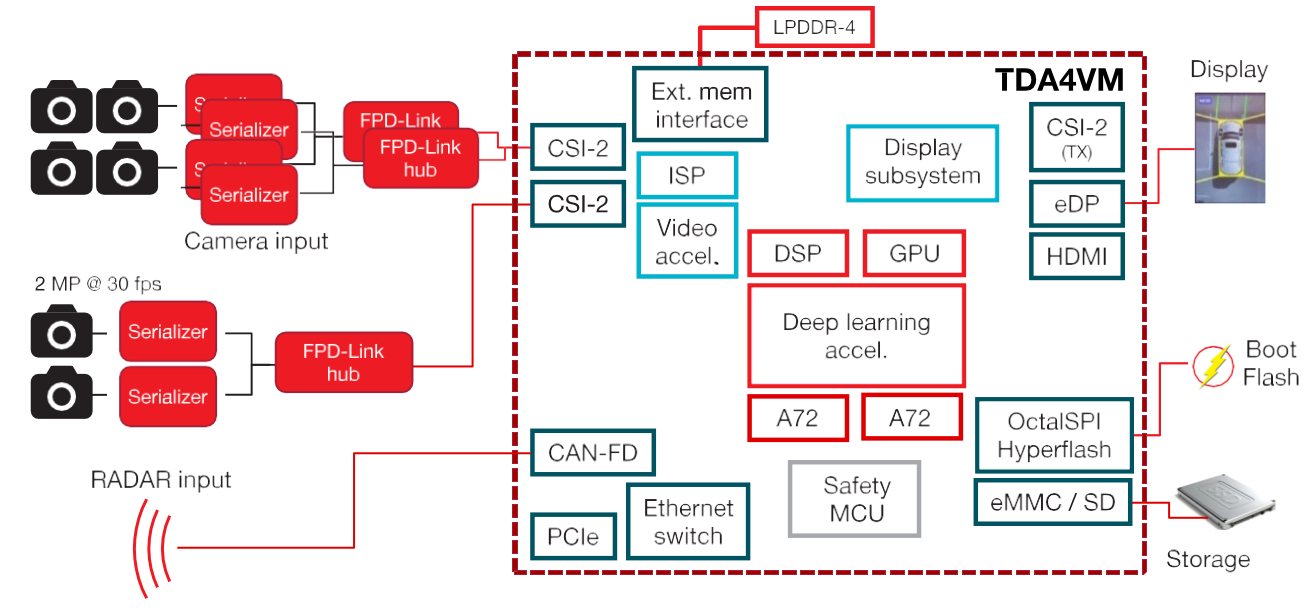 LPDDR-4
TDA4VM
Display
Ext. mem
interface
CSI-2
(TX)
Serializer
FPD-Link
Serializer
FPD-Link
hub
CSI-2
Display
subsystem
ISP
Serializer
CSI-2
eDP
Camera input
Video
accel.
DSP
GPU
HDMI
2 MP @ 30 fps
Serializer
FPD-Link
hub
Deep learning
accel.
Boot
Flash
Serializer
A72
A72
OctalSPI
Hyperflash
CAN-FD
RADAR input
Safety
MCU
eMMC / SD
Ethernet
switch
PCIe
Storage